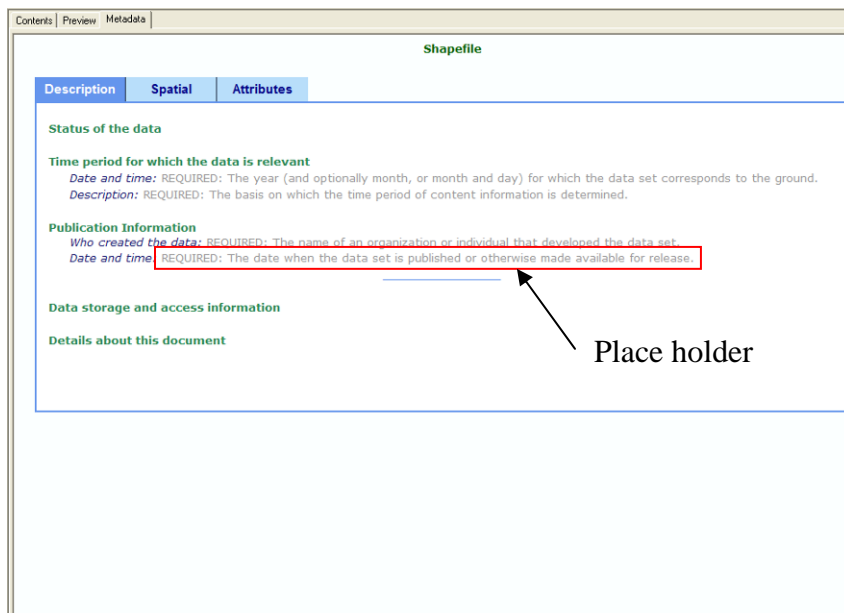 Contents Preview Metadata
Shapefile
Description Spatial Attributes
Status of the data
Time period for which the data is relevant
Date and time: REQUIRED: The year (and optionally month, or month and day) for which the data set corresponds to the ground.
Description: REQUIRED: The basis on which the time period of content information is determined.
Publication Information
Who created the data: REQUIRED: The name of an organization or individual that developed the data set.
Date and time: REQUIRED: The date when the data set is published or otherwise made available for release.
Data storage and access information
Details about this document
Place holder